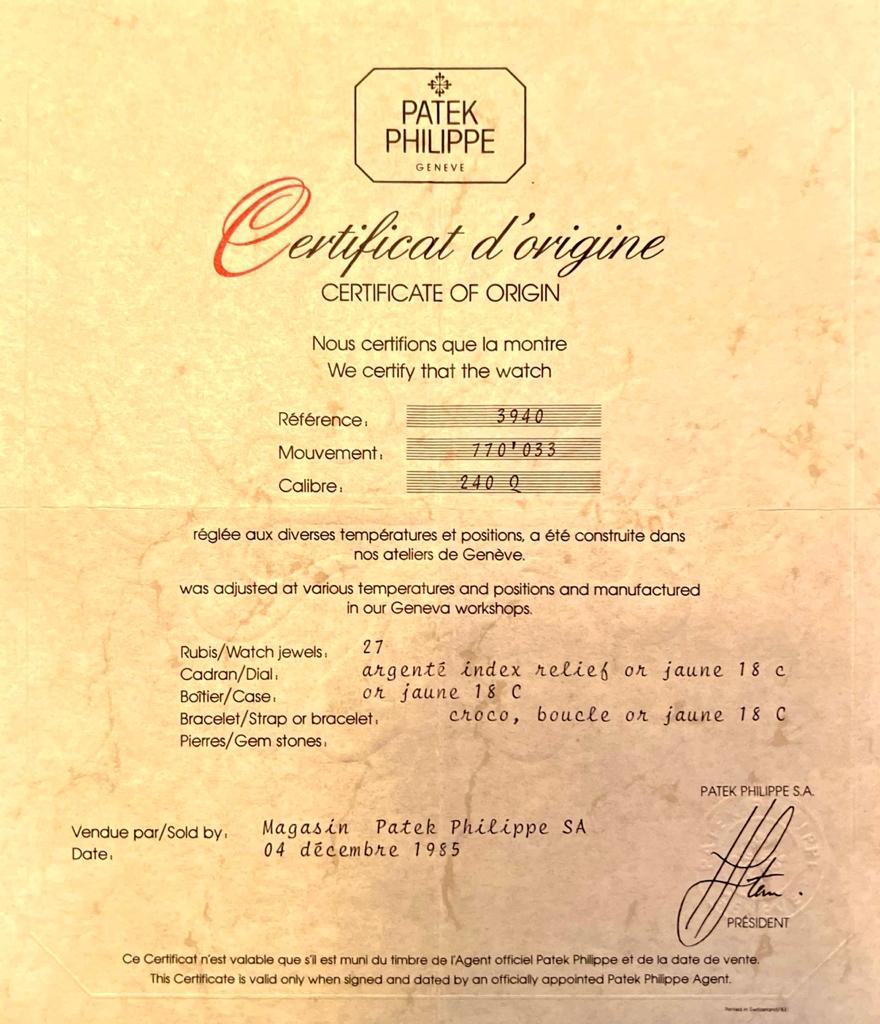 PATEK
PHILIPPE
GENEVE
Certificat d'origine
CERTIFICATE OF ORIGIN
Nous certifions que la montre
We certify that the watch
Référence: 3940
Mouvement: 770'033
Calibre: 240 Q
réglée aux diverses températures et positions, a été construite dans
nos ateliers de Genève.
was adjusted at various temperatures and positions and manufactured
in our Geneva workshops.
Rubis/Watch jewels: 27
Cadran/Dial: argenté index relief or jaune 18 c
Boîtier/Case: or jaune 18 C
Bracelet/Strap or bracelet: croco, boucle or jaune 18 C
Pierres/Gem stones:
PATEK PHILIPPE S.A.
Vendue par/Sold by: Magasin Patek Philippe SA
Date: 04 décembre 1985
PRÉSIDENT
Ce Certificat n'est valable que s'il est muni du timbre de l'Agent officiel Patek Philippe et de la date de vente.
This Certificate is valid only when signed and dated by an officially appointed Patek Philippe Agent.
Printed in Switzerland